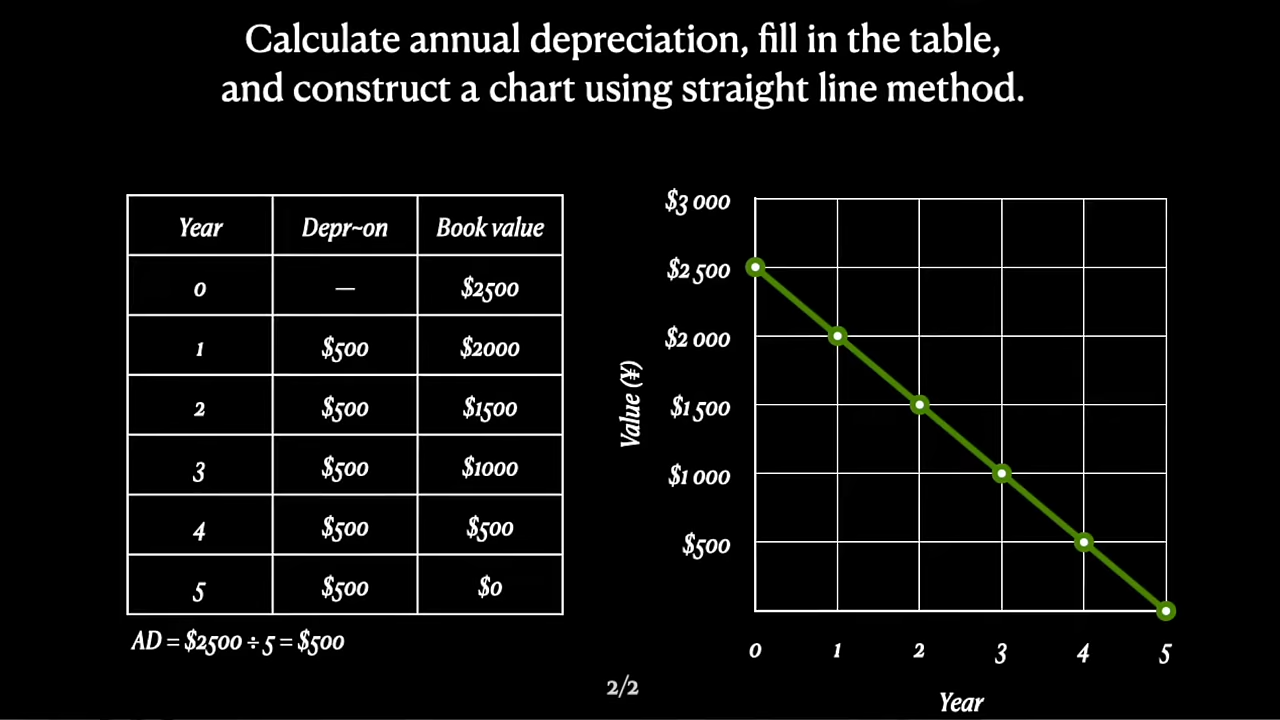 Calculate annual depreciation, fill in the table,
and construct a chart using straight line method.
Year Depr~on Book value
0 — $2500
1 $500 $2000
2 $500 $1500
3 $500 $1000
4 $500 $500
5 $500 $0
AD = $2500 ÷ 5 = $500
$3 000
$2 500
$2 000
$1 500
$1 000
$500
Value (¥)
0 1 2 3 4 5
Year
2/2